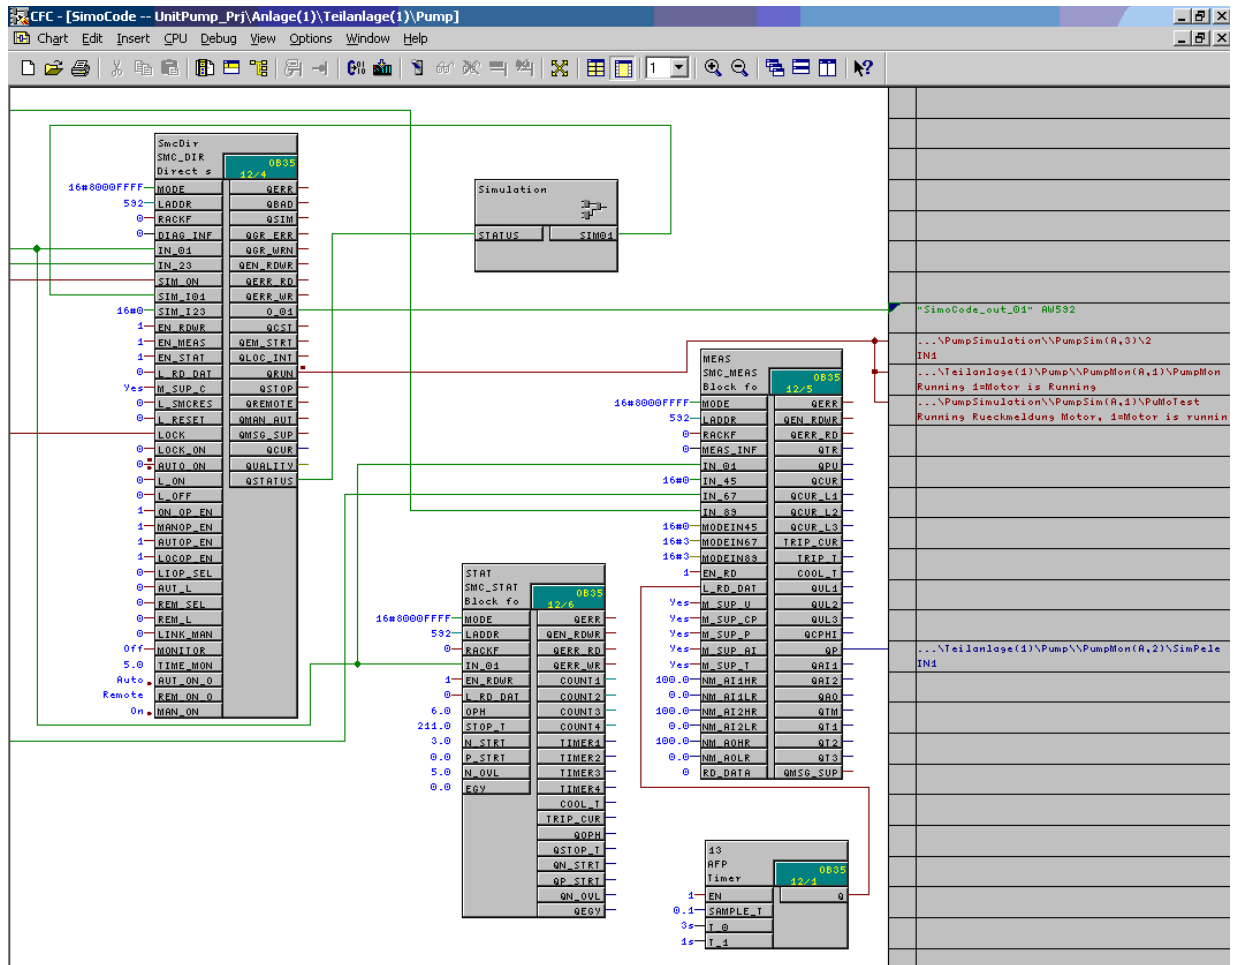 CFC - [SimoCode -- UnitPump_Prj\Anlage(1)\Teilanlage(1)\Pump]
Chart Edit Insert CPU Debug View Options Window Help
1
SmcDir
SMC_DIR
Direct s
OB35
12/4
16#8000FFFF MODE QERR
592 LADDR QBAD
0 RACKF QSIM
0 DIAG_INF QGR_ERR
IN_01 QGR_WRN
IN_23 QEN_RDWR
SIM_ON QERR_RD
SIM_I01 QERR_WR
16#0 SIM_I23 O_01
1 EN_RDWR QCST
1 EN_MEAS QEM_STRT
1 EN_STAT QLOC_INT
0 L_RD_DAT QRUN
Yes M_SUP_C QSTOP
0 L_SMCRES QREMOTE
0 L_RESET QMAN_AUT
LOCK QMSG_SUP
0 LOCK_ON QCUR
0 AUTO_ON QUALITY
0 L_ON QSTATUS
0 L_OFF
1 ON_OP_EN
1 MANOP_EN
1 AUTOP_EN
1 LOCOP_EN
0 LIOP_SEL
0 AUT_L
0 REM_SEL
0 REM_L
0 LINK_MAN
Off MONITOR
5.0 TIME_MON
Auto AUT_ON_O
Remote REM_ON_O
On MAN_ON
Simulation
STATUS SIM01
STAT
SMC_STAT
Block fo
OB35
12/6
16#8000FFFF MODE QERR
592 LADDR QEN_RDWR
0 RACKF QERR_RD
IN_01 QERR_WR
1 EN_RDWR COUNT1
0 L_RD_DAT COUNT2
6.0 OPH COUNT3
211.0 STOP_T COUNT4
3.0 N_STRT TIMER1
0.0 P_STRT TIMER2
5.0 N_OVL TIMER3
0.0 EGY TIMER4
COOL_T
TRIP_CUR
QOPH
QSTOP_T
QN_STRT
QP_STRT
QN_OVL
QEGY
MEAS
SMC_MEAS
Block fo
OB35
12/5
16#8000FFFF MODE QERR
592 LADDR QEN_RDWR
0 RACKF QERR_RD
0 MEAS_INF QTR
IN_01 QPU
16#0 IN_45 QCUR
IN_67 QCUR_L1
IN_89 QCUR_L2
16#0 MODEIN45 QCUR_L3
16#3 MODEIN67 TRIP_CUR
16#3 MODEIN89 TRIP_T
1 EN_RD COOL_T
L_RD_DAT QUL1
Yes M_SUP_U QUL2
Yes M_SUP_CP QUL3
Yes M_SUP_P QCPHI
Yes M_SUP_AI QP
Yes M_SUP_T QAI1
100.0 NM_AI1HR QAI2
0.0 NM_AI1LR QAO
100.0 NM_AI2HR QTM
0.0 NM_AI2LR QT1
100.0 NM_AOHR QT2
0.0 NM_AOLR QT3
0 RD_DATA QMSG_SUP
13
AFP
Timer
OB35
12/1
1 EN Q
0.1 SAMPLE_T
3s T_0
1s T_1
"SimoCode_out_01" AW592
...\PumpSimulation\\PumpSim(A,3)\2
IN1
...\Teilanlage(1)\Pump\\PumpMon(A,1)\PumpMon
Running 1=Motor is Running
...\PumpSimulation\\PumpSim(A,1)\PuMoTest
Running Rueckmeldung Motor, 1=Motor is runnin
...\Teilanlage(1)\Pump\\PumpMon(A,2)\SimPele
IN1